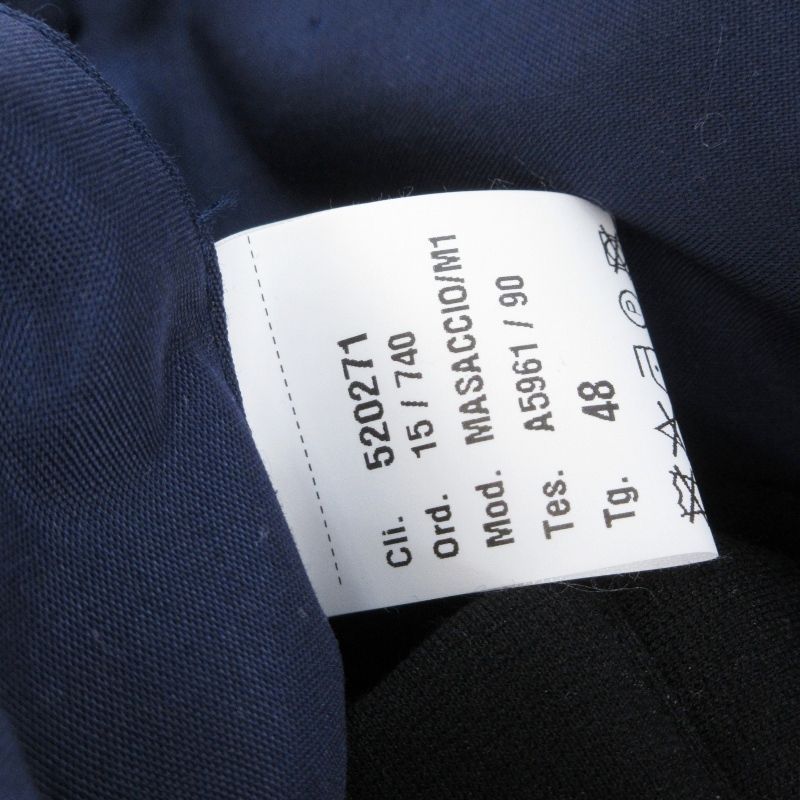 Cli. 520271
Ord. 15 / 740
Mod. MASACCIO/M1
Tes. A5961 / 90
Tg. 48
P